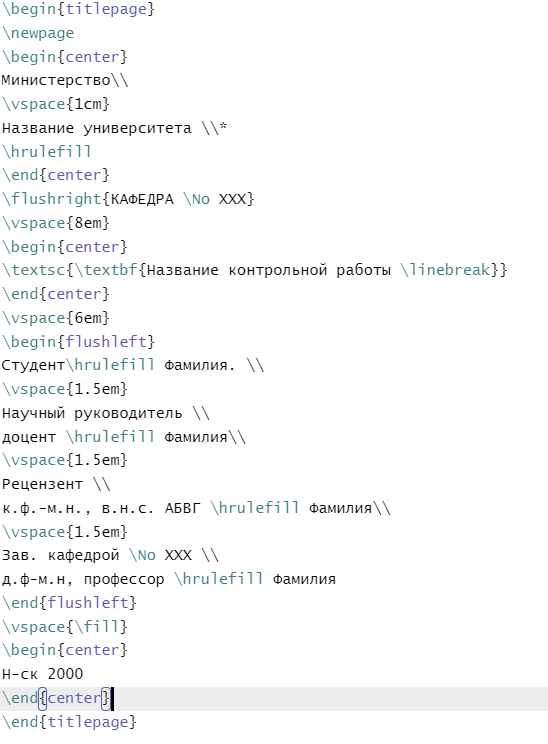 \begin{titlepage}
\newpage
\begin{center}
Министерство\\
\vspace{1cm}
Название университета \\*
\hrulefill
\end{center}
\flushright{КАФЕДРА \No ХХХ}
\vspace{8em}
\begin{center}
\textsc{\textbf{Название контрольной работы \linebreak}}
\end{center}
\vspace{6em}
\begin{flushleft}
Студент\hrulefill Фамилия. \\
\vspace{1.5em}
Научный руководитель \\
доцент \hrulefill Фамилия\\
\vspace{1.5em}
Рецензент \\
к.ф.-м.н., в.н.с. АБВГ \hrulefill Фамилия\\
\vspace{1.5em}
Зав. кафедрой \No ХХХ \\
д.ф-м.н, профессор \hrulefill Фамилия
\end{flushleft}
\vspace{\fill}
\begin{center}
Н-ск 2000
\end{center}
\end{titlepage}